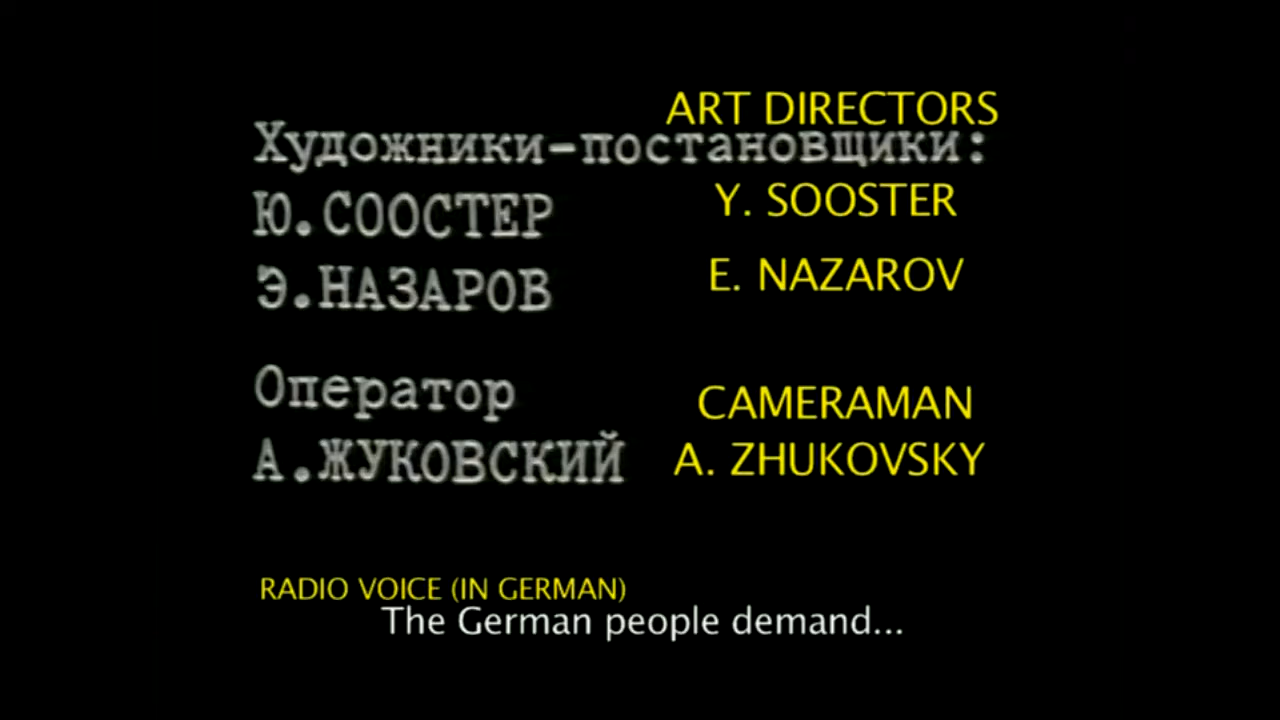 ART DIRECTORS
Художники-постановщики:
Ю.СООСТЕР
Y. SOOSTER
Э.НАЗАРОВ
E. NAZAROV
Оператор
CAMERAMAN
А.ЖУКОВСКИЙ
A. ZHUKOVSKY
RADIO VOICE (IN GERMAN)
The German people demand...